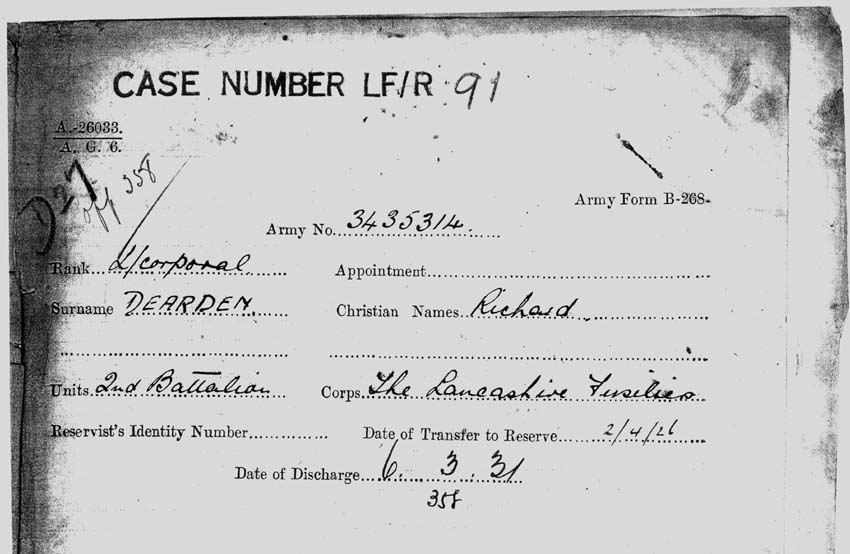 CASE NUMBER LF/R 91
A.-26033.
A. G. 6.
D27
off 358
Army Form B-268.
Army No. 3435314.
Rank L/corporal Appointment
Surname DEARDEN. Christian Names Richard
Units 2nd Battalion Corps. The Lancashire Fusiliers
Reservist's Identity Number Date of Transfer to Reserve 2/4/26
Date of Discharge 6. 3. 31
358